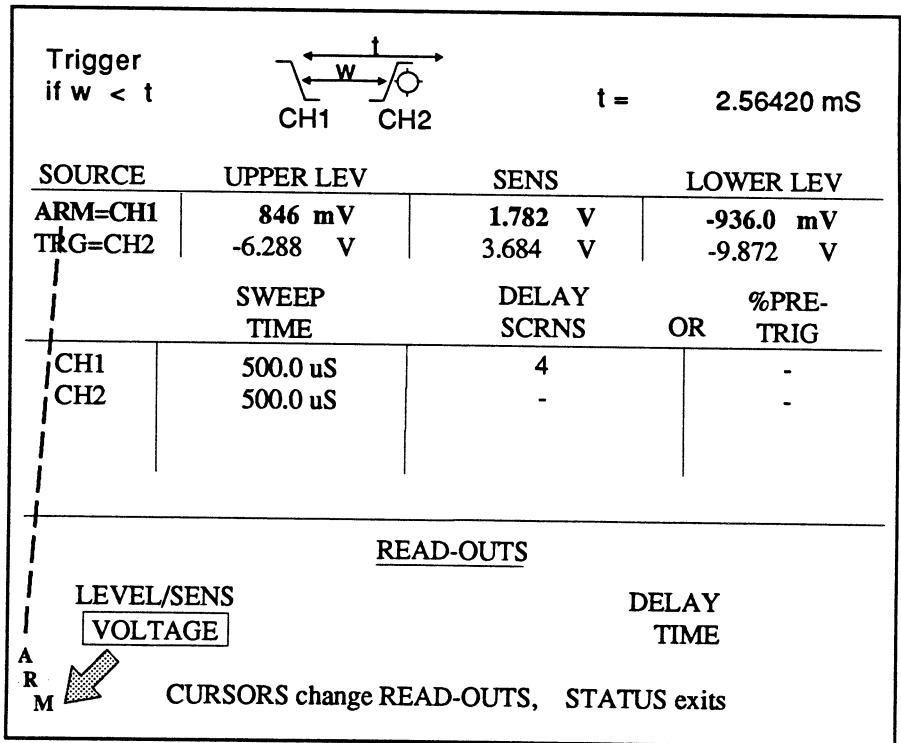 Trigger
if w < t
t
w
CH1 CH2
t = 2.56420 mS
SOURCE UPPER LEV SENS LOWER LEV
ARM=CH1 846 mV 1.782 V -936.0 mV
TRG=CH2 -6.288 V 3.684 V -9.872 V
SWEEP TIME DELAY SCRNS OR %PRE-TRIG
CH1 500.0 uS 4 -
CH2 500.0 uS - -
READ-OUTS
LEVEL/SENS DELAY
VOLTAGE TIME
ARM
CURSORS change READ-OUTS, STATUS exits